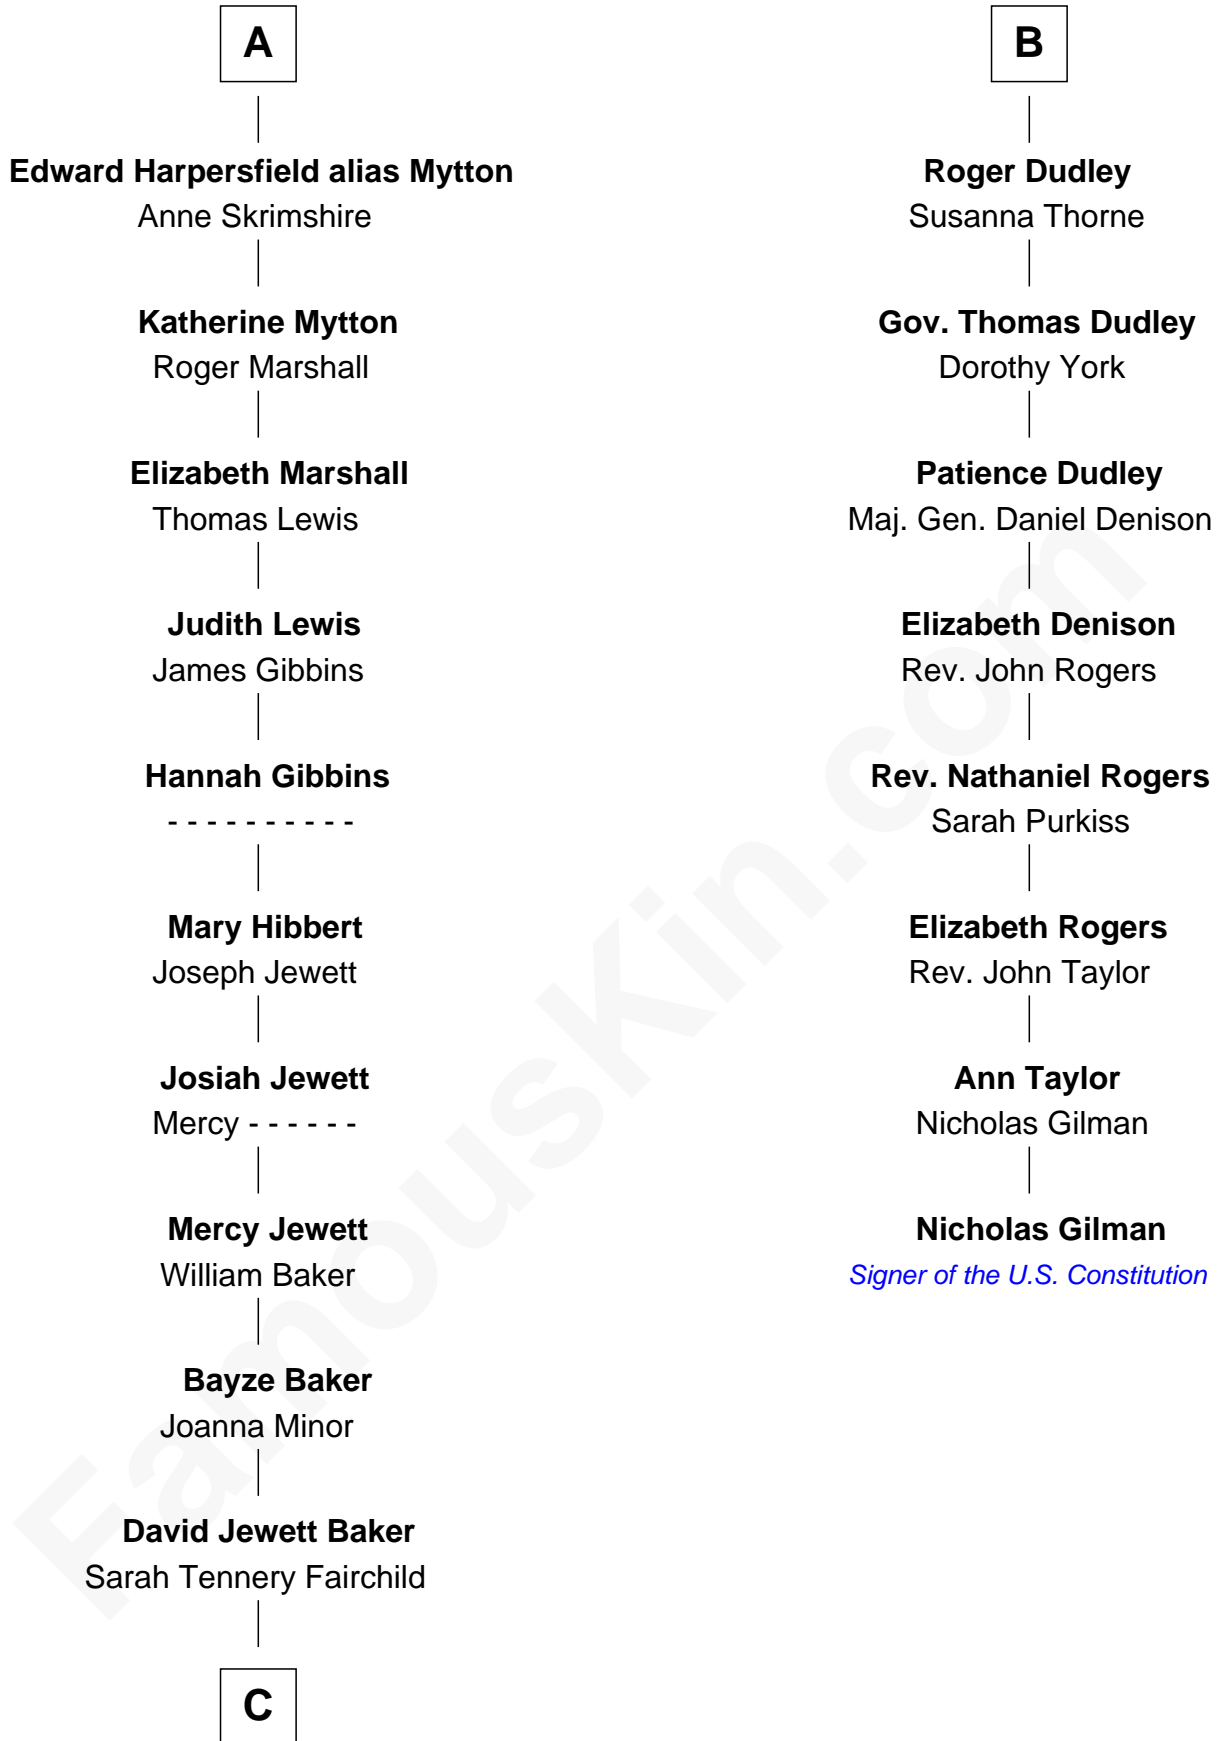 A
Edward Harpersfield alias Mytton
Anne Skrimshire
Katherine Mytton
Roger Marshall
Elizabeth Marshall
Thomas Lewis
Judith Lewis
James Gibbins
Hannah Gibbins
- - - - - - - - - -
Mary Hibbert
Joseph Jewett
Josiah Jewett
Mercy - - - - - -
Mercy Jewett
William Baker
Bayze Baker
Joanna Minor
David Jewett Baker
Sarah Tennery Fairchild
C
B
Roger Dudley
Susanna Thorne
Gov. Thomas Dudley
Dorothy York
Patience Dudley
Maj. Gen. Daniel Denison
Elizabeth Denison
Rev. John Rogers
Rev. Nathaniel Rogers
Sarah Purkiss
Elizabeth Rogers
Rev. John Taylor
Ann Taylor
Nicholas Gilman
Nicholas Gilman
Signer of the U.S. Constitution
FamousKin.com